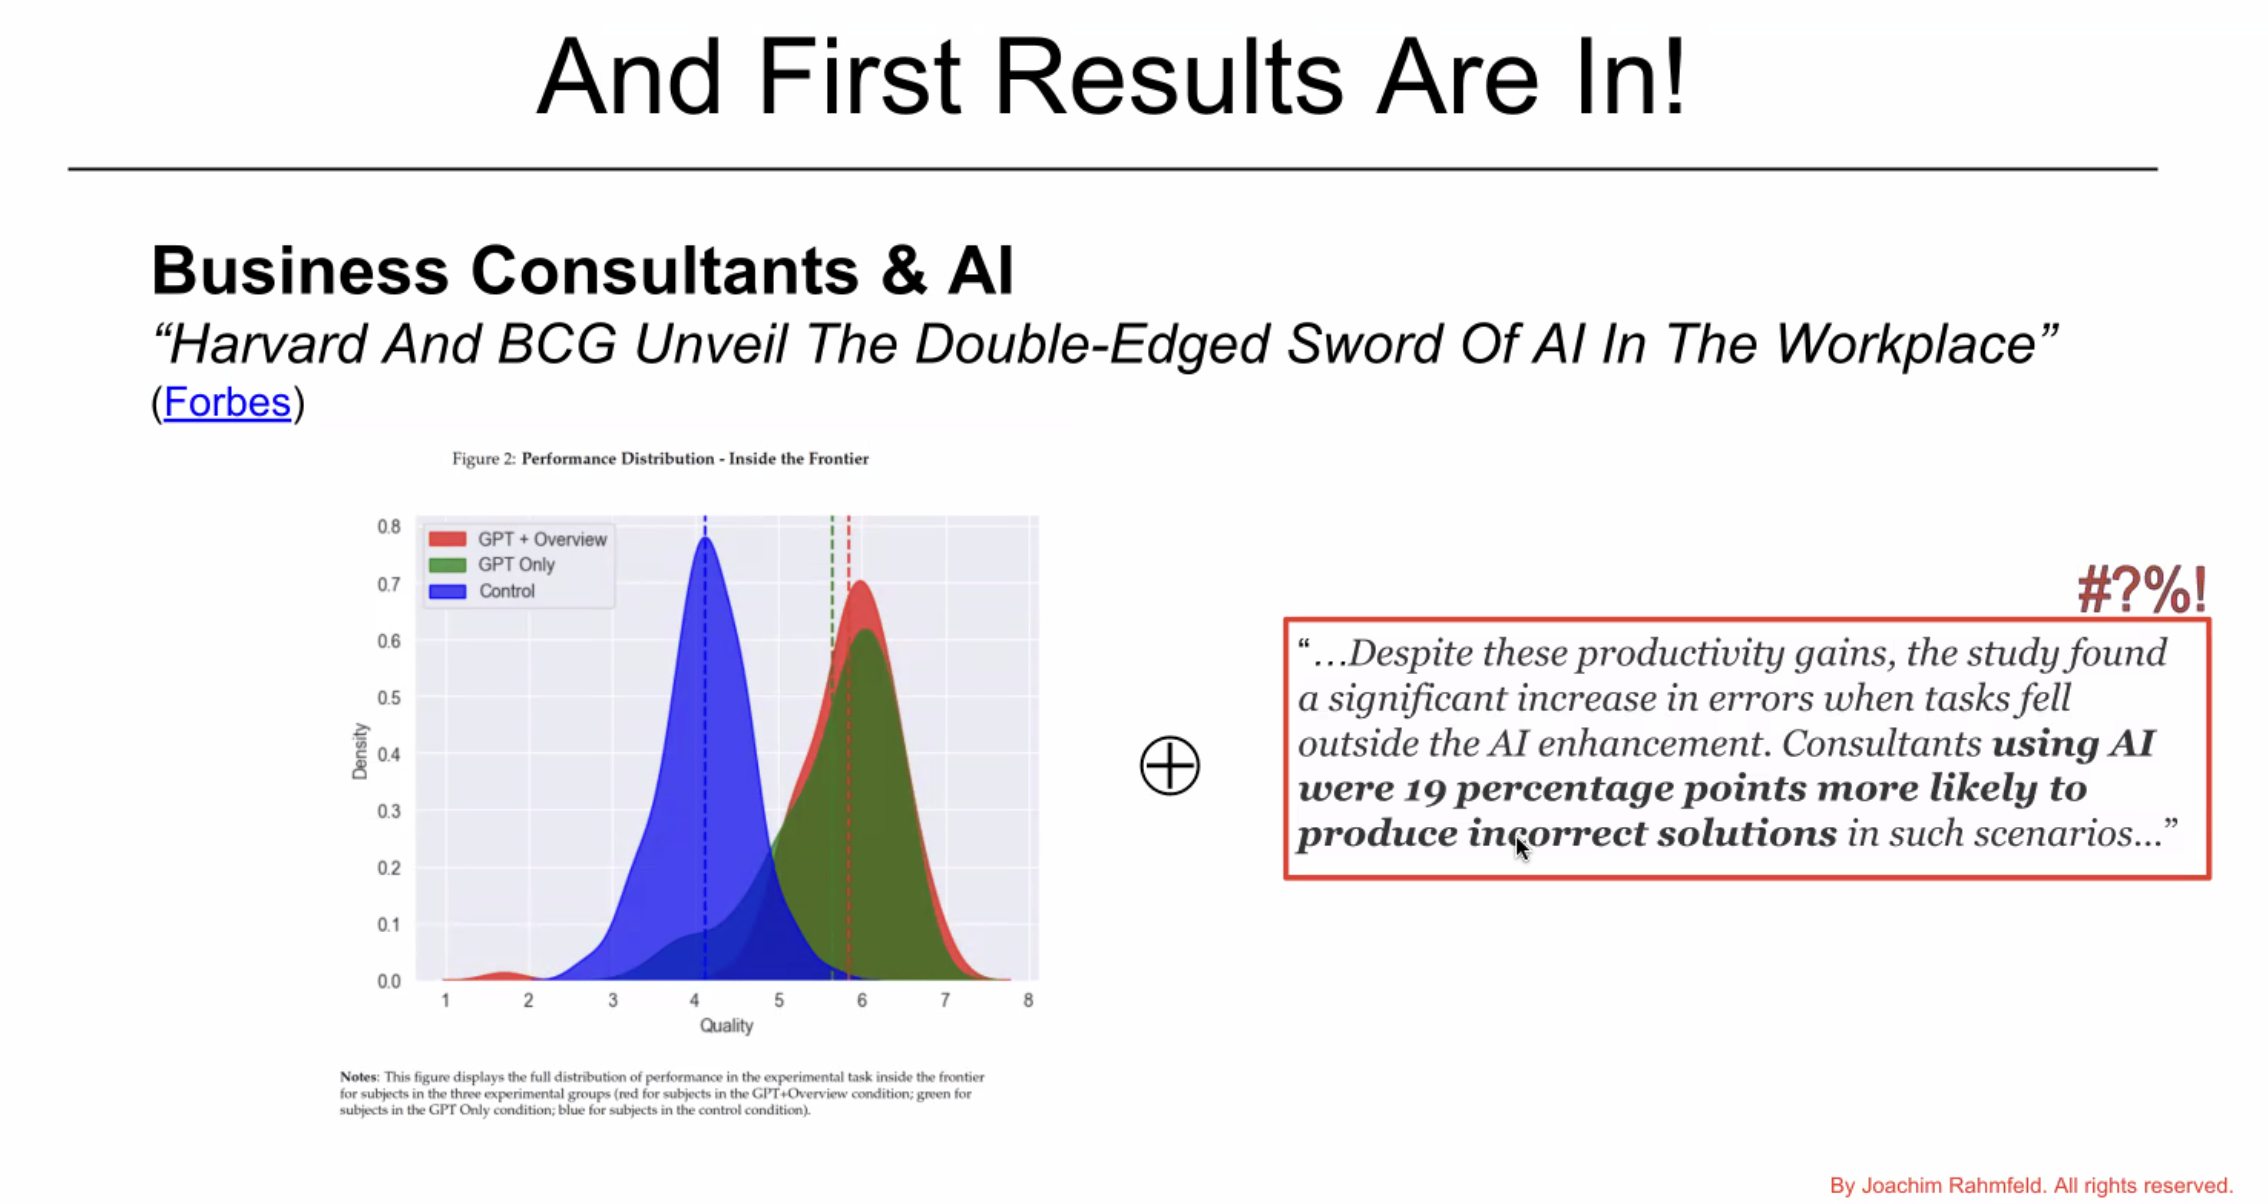 And First Results Are In!
Business Consultants & AI
“Harvard And BCG Unveil The Double-Edged Sword Of AI In The Workplace”
(Forbes)
Figure 2: Performance Distribution - Inside the Frontier
0.8
0.7
0.6
0.5
0.4
0.3
0.2
0.1
0.0
Density
GPT + Overview
GPT Only
Control
1 2 3 4 5 6 7 8
Quality
Notes: This figure displays the full distribution of performance in the experimental task inside the frontier
for subjects in the three experimental groups (red for subjects in the GPT+Overview condition; green for
subjects in the GPT Only condition; blue for subjects in the control condition).
#?%!
“…Despite these productivity gains, the study found
a significant increase in errors when tasks fell
outside the AI enhancement. Consultants using AI
were 19 percentage points more likely to
produce incorrect solutions in such scenarios…”
By Joachim Rahmfeld. All rights reserved.